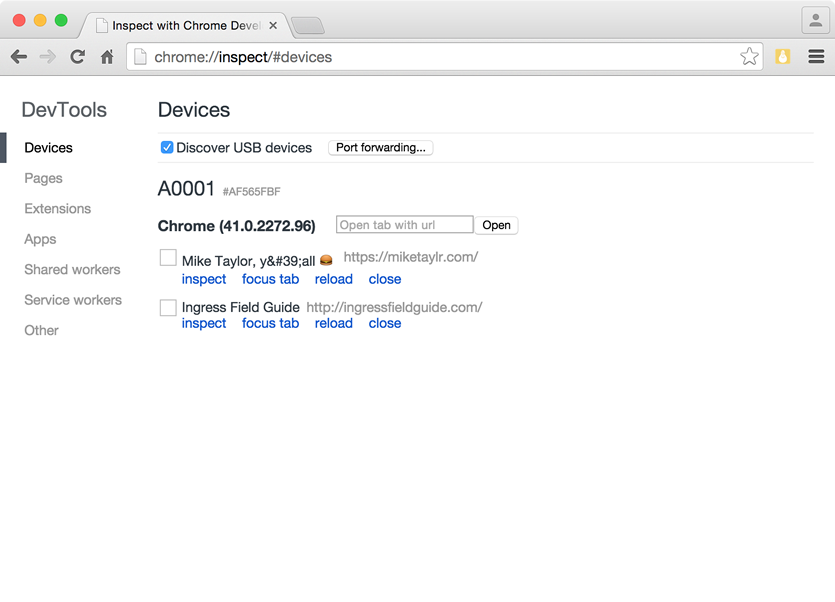 Inspect with Chrome Devel
chrome://inspect/#devices
DevTools
Devices
Pages
Extensions
Apps
Shared workers
Service workers
Other
Devices
Discover USB devices Port forwarding...
A0001 #AF565FBF
Chrome (41.0.2272.96) Open tab with url Open
Mike Taylor, y&#39;all 🍔 https://miketaylr.com/
inspect focus tab reload close
Ingress Field Guide http://ingressfieldguide.com/
inspect focus tab reload close